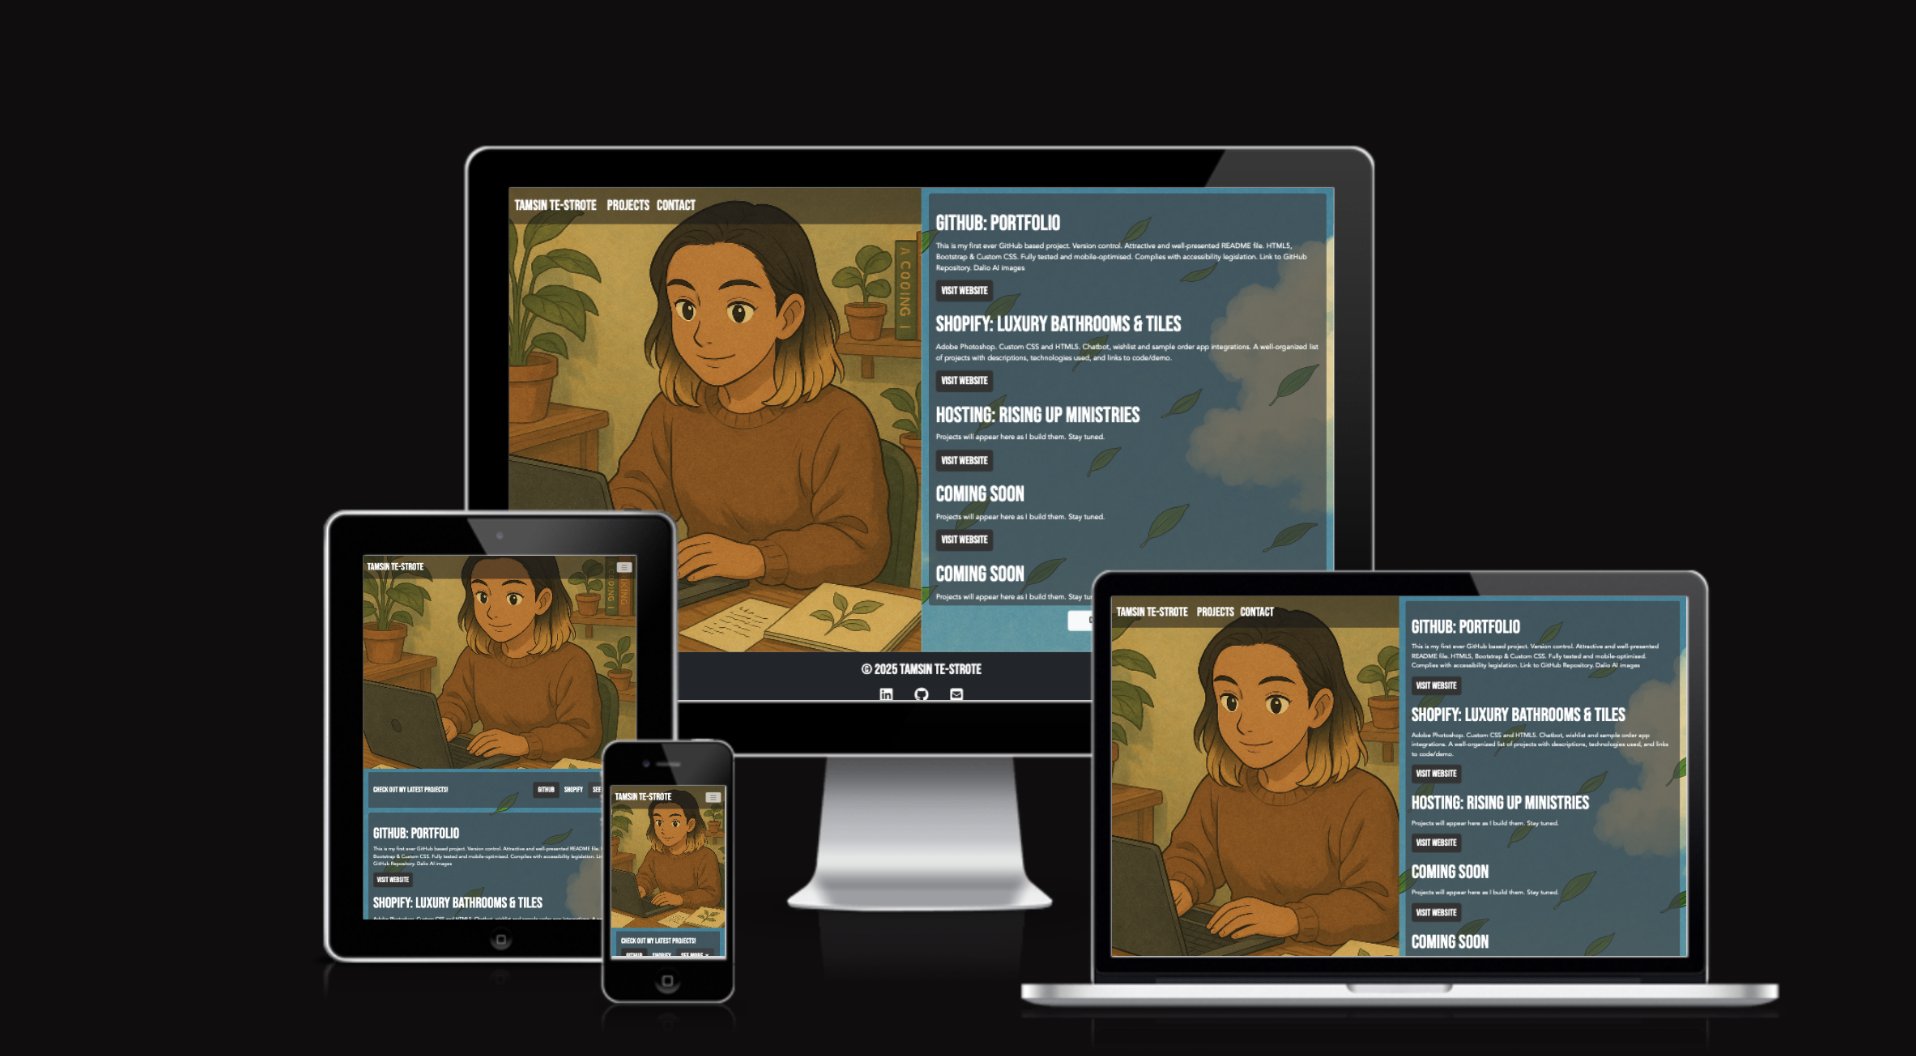 TAMSIN TE-STROTE PROJECTS CONTACT
A CODING J
GITHUB: PORTFOLIO
This is my first ever GitHub based project. Version control. Attractive and well-presented README file. HTML5,
Bootstrap & Custom CSS. Fully tested and mobile-optimised. Complies with accessibility legislation. Link to GitHub
Repository. Dalio AI images
VISIT WEBSITE
SHOPIFY: LUXURY BATHROOMS & TILES
Adobe Photoshop. Custom CSS and HTML5. Chatbot, wishlist and sample order app integrations. A well-organized list
of projects with descriptions, technologies used, and links to code/demo.
VISIT WEBSITE
HOSTING: RISING UP MINISTRIES
Projects will appear here as I build them. Stay tuned.
VISIT WEBSITE
COMING SOON
Projects will appear here as I build them. Stay tuned.
VISIT WEBSITE
COMING SOON
Projects will appear here as I build them. Stay tu
© 2025 TAMSIN TE-STROTE
TAMSIN TE-STROTE
CHECK OUT MY LATEST PROJECTS! GITHUB SHOPIFY SEE
GITHUB: PORTFOLIO
This is my first ever GitHub based project. Version control. Attractive and well-presented README file.
Bootstrap & Custom CSS. Fully tested and mobile-optimised. Complies with accessibility legislation.
GitHub Repository. Dalio AI images
VISIT WEBSITE
SHOPIFY: LUXURY BATHROOMS & TILES
TAMSIN TE-STROTE
CHECK OUT MY LATEST PROJECTS!
GITHUB SHOPIFY SEE MORE
TAMSIN TE-STROTE PROJECTS CONTACT
GITHUB: PORTFOLIO
This is my first ever GitHub based project. Version control. Attractive and well-presented
README file. HTML5, Bootstrap & Custom CSS. Fully tested and mobile-optimised.
Complies with accessibility legislation. Link to GitHub Repository. Dalio AI images
VISIT WEBSITE
SHOPIFY: LUXURY BATHROOMS & TILES
Adobe Photoshop. Custom CSS and HTML5. Chatbot, wishlist and sample order app
integrations. A well-organized list of projects with descriptions, technologies used, and links
to code/demo.
VISIT WEBSITE
HOSTING: RISING UP MINISTRIES
Projects will appear here as I build them. Stay tuned.
VISIT WEBSITE
COMING SOON
Projects will appear here as I build them. Stay tuned.
VISIT WEBSITE
COMING SOON